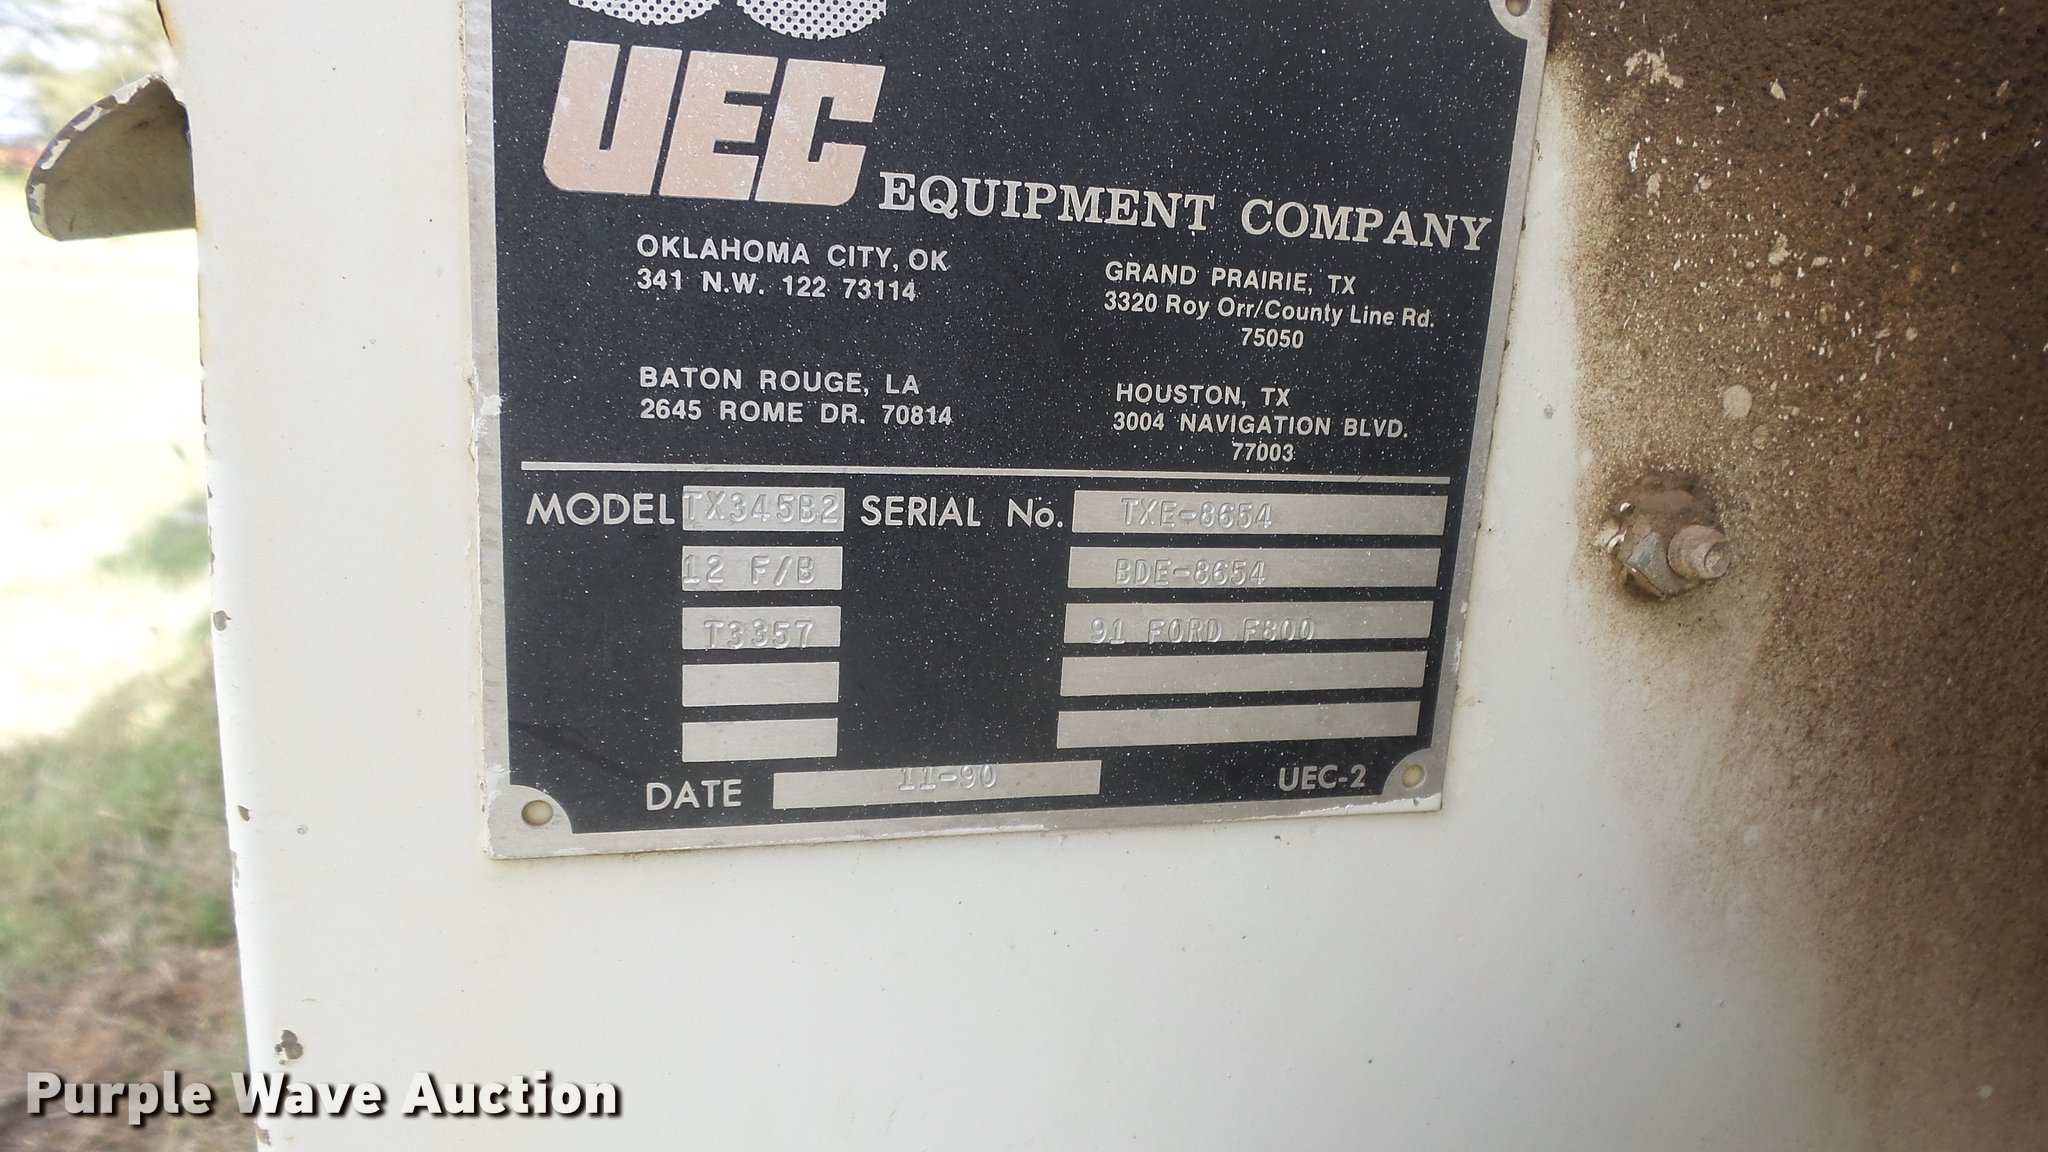 UEC EQUIPMENT COMPANY
OKLAHOMA CITY, OK
341 N.W. 122 73114
GRAND PRAIRIE, TX
3320 Roy Orr/County Line Rd.
75050
BATON ROUGE, LA
2645 ROME DR. 70814
HOUSTON, TX
3004 NAVIGATION BLVD.
77003
MODEL TX345B2 SERIAL No. TXE-8654
12 F/B BDE-8654
T3357 91 FORD F800
DATE 11-90 UEC-2
Purple Wave Auction